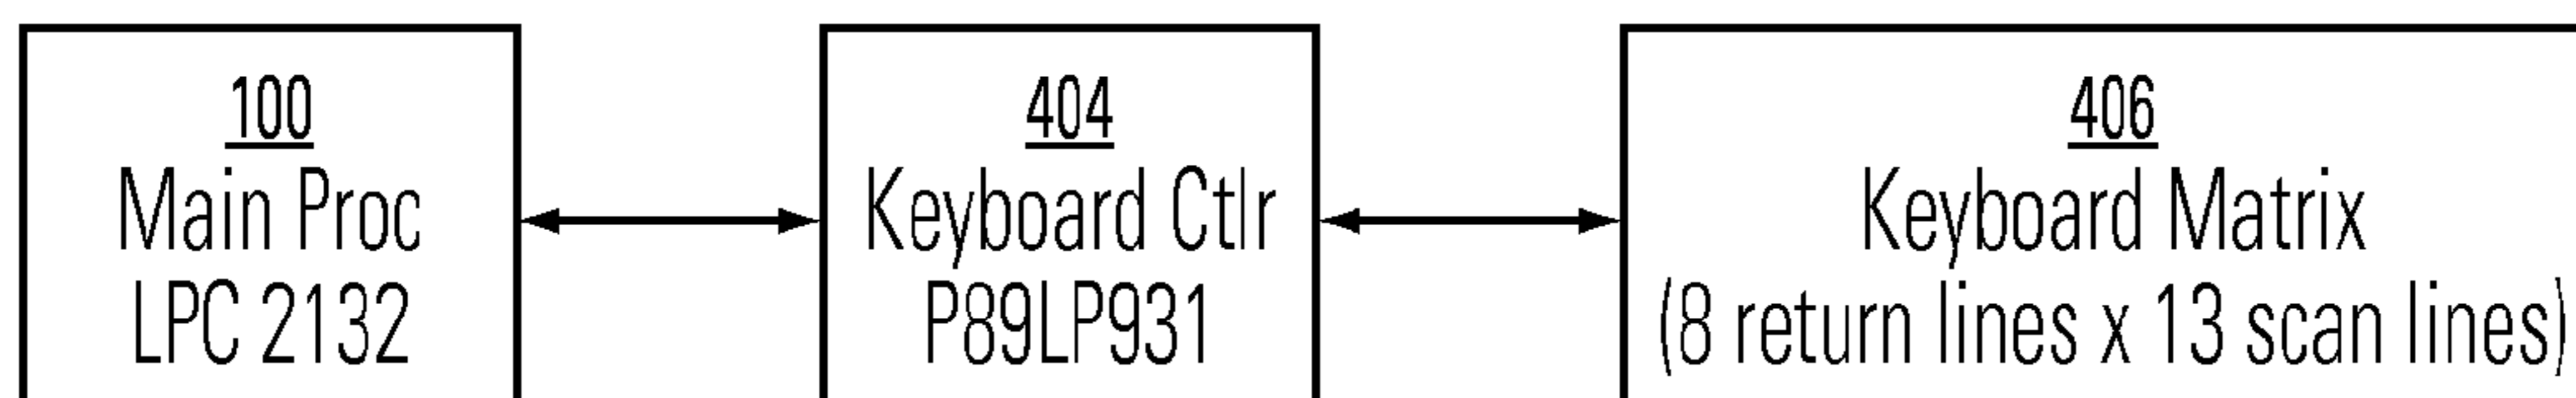 100
Main Proc
LPC 2132
404
Keyboard Ctlr
P89LP931
406
Keyboard Matrix
(8 return lines x 13 scan lines)